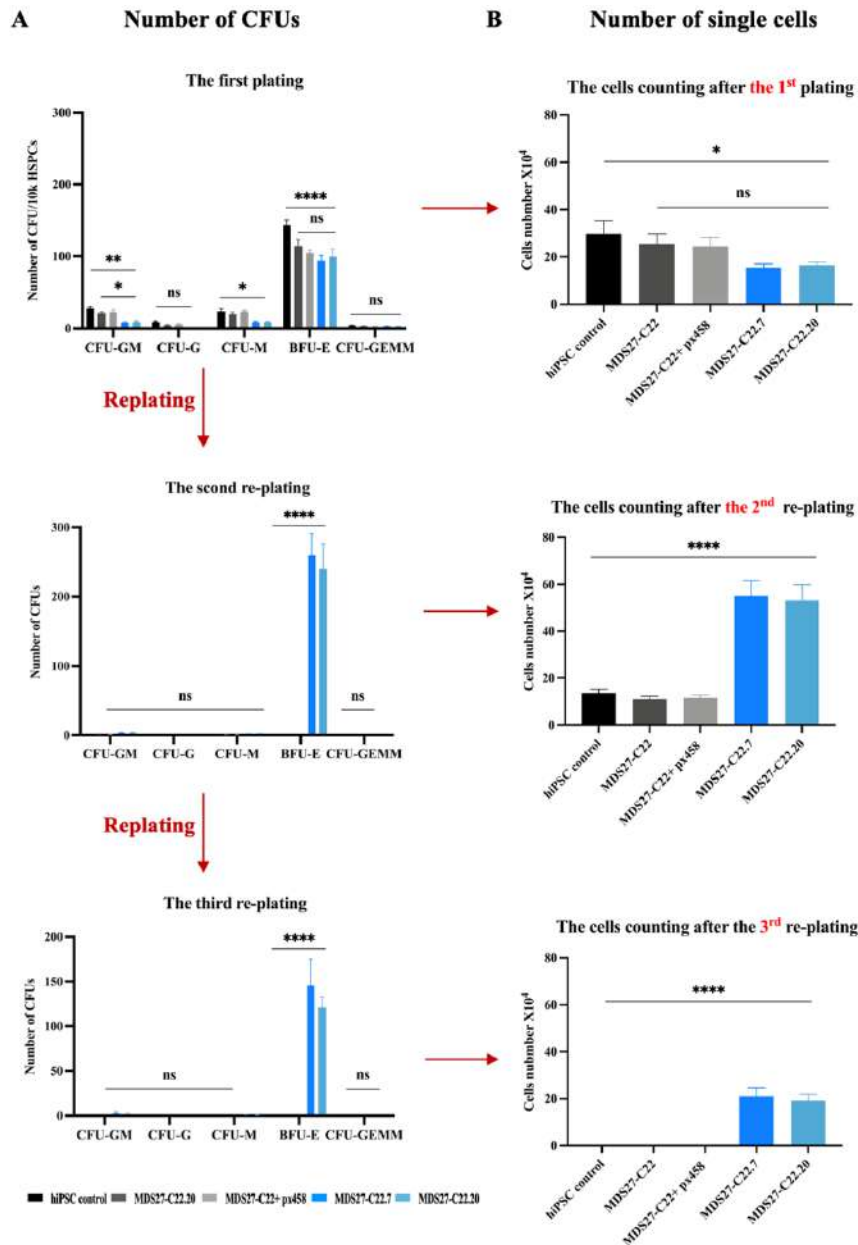 A Number of CFUs
B Number of single cells
The first plating
Number of CFU/10k HSPCs
300
200
100
0
**
*
ns
*
****
ns
ns
CFU-GM CFU-G CFU-M BFU-E CFU-GEMM
The cells counting after the 1st plating
Cells nubmber X10⁴
80
60
40
20
0
*
ns
hiPSC control
MDS27-C22
MDS27-C22+ px458
MDS27-C22.7
MDS27-C22.20
Replating
The scond re-plating
Number of CFUs
300
200
100
0
ns
****
ns
CFU-GM CFU-G CFU-M BFU-E CFU-GEMM
The cells counting after the 2nd re-plating
Cells nubmber X10⁴
80
60
40
20
0
****
hiPSC control
MDS27-C22
MDS27-C22+ px458
MDS27-C22.7
MDS27-C22.20
Replating
The third re-plating
Number of CFUs
200
150
100
50
0
ns
****
ns
CFU-GM CFU-G CFU-M BFU-E CFU-GEMM
The cells counting after the 3rd re-plating
Cells nubmber X10⁴
80
60
40
20
0
****
hiPSC control
MDS27-C22
MDS27-C22+ px458
MDS27-C22.7
MDS27-C22.20
hiPSC control MDS27-C22.20 MDS27-C22+ px458 MDS27-C22.7 MDS27-C22.20